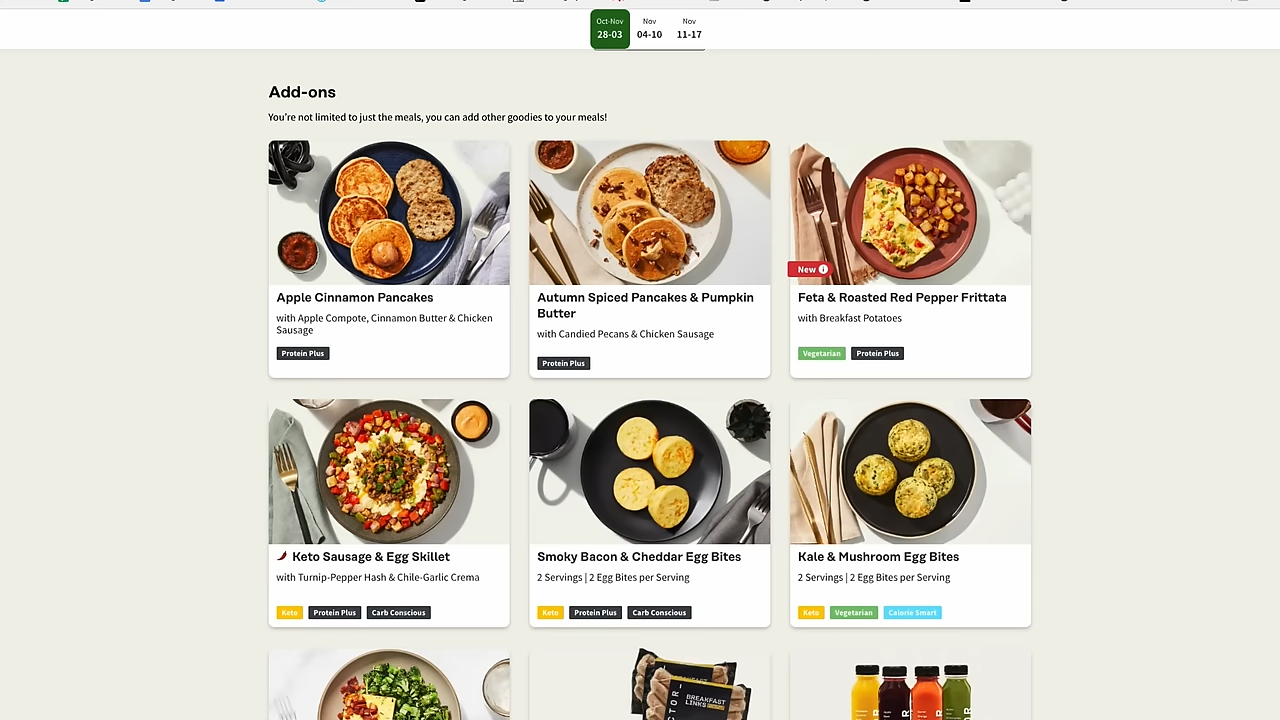 Oct-Nov
28-03
Nov
04-10
Nov
11-17
Add-ons
You're not limited to just the meals, you can add other goodies to your meals!
Apple Cinnamon Pancakes
with Apple Compote, Cinnamon Butter & Chicken
Sausage
Protein Plus
Autumn Spiced Pancakes & Pumpkin
Butter
with Candied Pecans & Chicken Sausage
Protein Plus
New
Feta & Roasted Red Pepper Frittata
with Breakfast Potatoes
Vegetarian
Protein Plus
Keto Sausage & Egg Skillet
with Turnip-Pepper Hash & Chile-Garlic Crema
Keto
Protein Plus
Carb Conscious
Smoky Bacon & Cheddar Egg Bites
2 Servings | 2 Egg Bites per Serving
Keto
Protein Plus
Carb Conscious
Kale & Mushroom Egg Bites
2 Servings | 2 Egg Bites per Serving
Keto
Vegetarian
Calorie Smart
BREAKFAST
LINKS